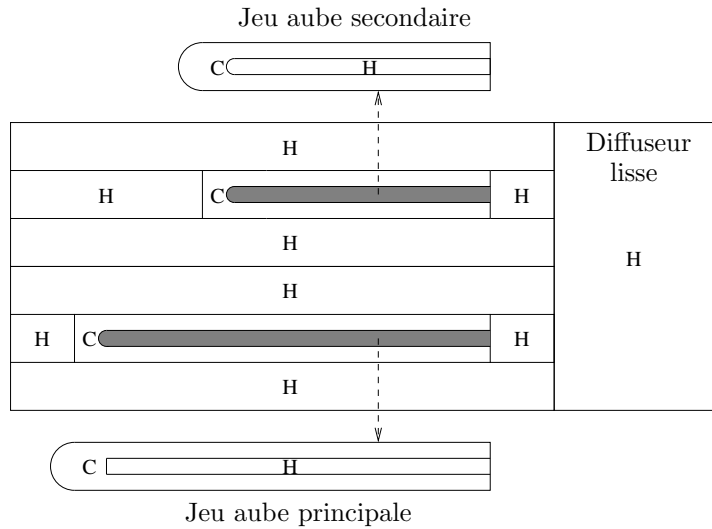 Jeu aube secondaire
C H
H
Diffuseur
lisse
H C H
H
H
H
H C H
H
C H
Jeu aube principale